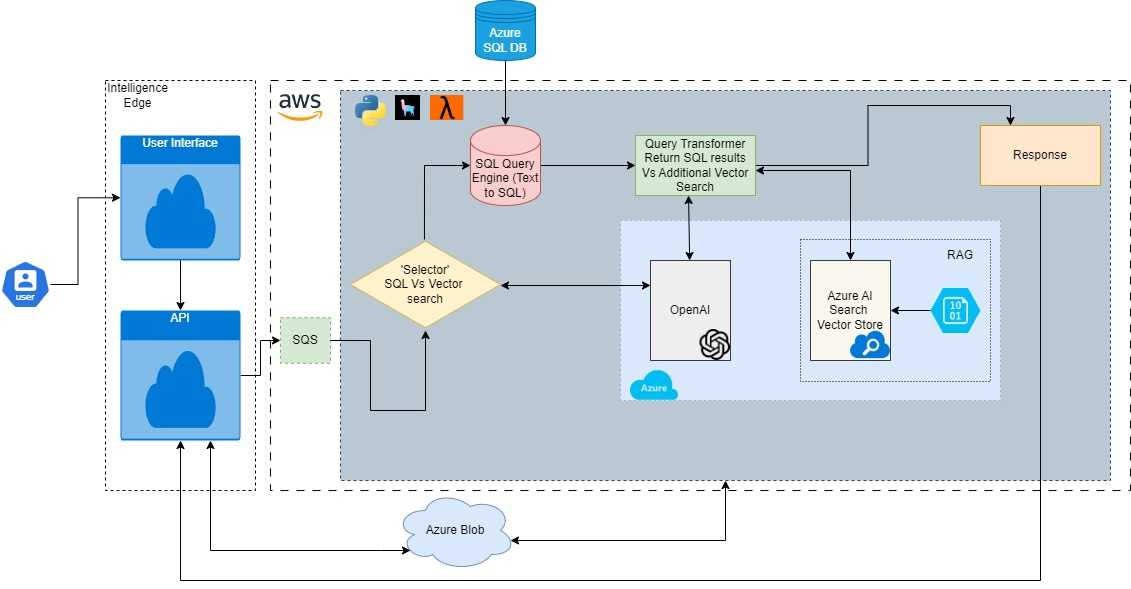 Azure
SQL DB
Intelligence
Edge
aws
λ
User Interface
SQL Query
Engine (Text
to SQL)
Query Transformer
Return SQL results
Vs Additional Vector
Search
Response
user
'Selector'
SQL Vs Vector
search
RAG
API
SQS
OpenAI
Azure AI
Search
Vector Store
10
01
Azure
Azure Blob